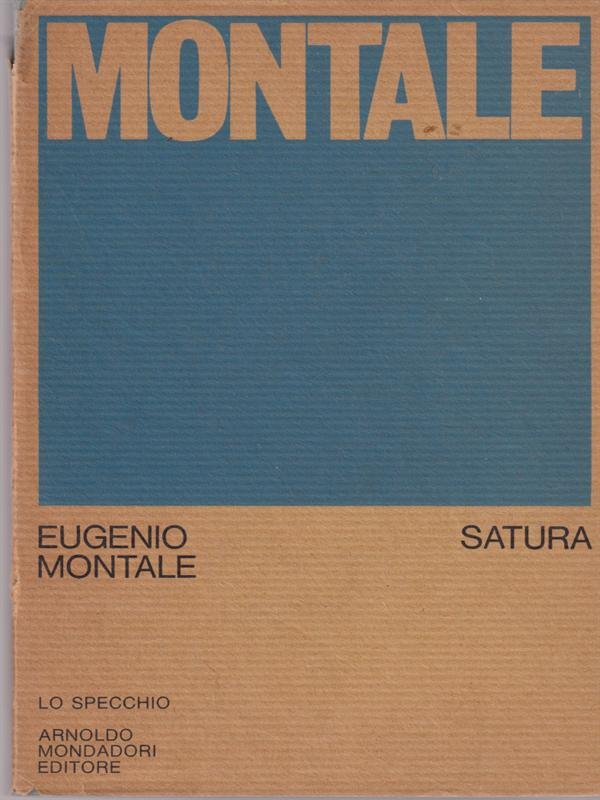 MONTALE
EUGENIO
MONTALE
SATURA
LO SPECCHIO
ARNOLDO
MONDADORI
EDITORE